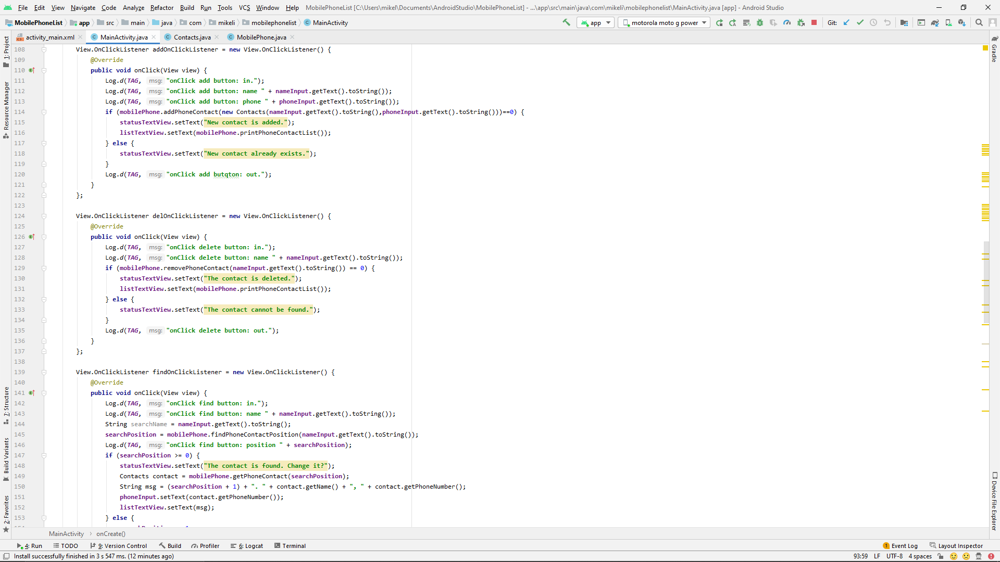 File Edit View Navigate Code Analyze Refactor Build Run Tools VCS Window Help MobilePhoneList [C:\Users\mikel\Documents\AndroidStudio\MobilePhoneList] - ...\app\src\main\java\com\mikeli\mobilephonelist\MainActivity.java [app] - Android Studio
MobilePhoneList app src main java com mikeli mobilephonelist MainActivity app motorola moto g power Git:
activity_main.xml MainActivity.java Contacts.java MobilePhone.java
1: Project
Resource Manager
7: Structure
Build Variants
2: Favorites
Gradle
Device File Explorer
108 View.OnClickListener addOnClickListener = new View.OnClickListener() {
109 @Override
110 public void onClick(View view) {
111 Log.d(TAG, msg: "onClick add button: in.");
112 Log.d(TAG, msg: "onClick add button: name " + nameInput.getText().toString());
113 Log.d(TAG, msg: "onClick add button: phone " + phoneInput.getText().toString());
114 if (mobilePhone.addPhoneContact(new Contacts(nameInput.getText().toString(),phoneInput.getText().toString()))==0) {
115 statusTextView.setText("New contact is added.");
116 listTextView.setText(mobilePhone.printPhoneContactList());
117 } else {
118 statusTextView.setText("New contact already exists.");
119 }
120 Log.d(TAG, msg: "onClick add butqton: out.");
121 }
122 };
123
124 View.OnClickListener delOnClickListener = new View.OnClickListener() {
125 @Override
126 public void onClick(View view) {
127 Log.d(TAG, msg: "onClick delete button: in.");
128 Log.d(TAG, msg: "onClick delete button: name " + nameInput.getText().toString());
129 if (mobilePhone.removePhoneContact(nameInput.getText().toString()) == 0) {
130 statusTextView.setText("The contact is deleted.");
131 listTextView.setText(mobilePhone.printPhoneContactList());
132 } else {
133 statusTextView.setText("The contact cannot be found.");
134 }
135 Log.d(TAG, msg: "onClick delete button: out.");
136 }
137 };
138
139 View.OnClickListener findOnClickListener = new View.OnClickListener() {
140 @Override
141 public void onClick(View view) {
142 Log.d(TAG, msg: "onClick find button: in.");
143 Log.d(TAG, msg: "onClick find button: name " + nameInput.getText().toString());
144 String searchName = nameInput.getText().toString();
145 searchPosition = mobilePhone.findPhoneContactPosition(nameInput.getText().toString());
146 Log.d(TAG, msg: "onClick find button: position " + searchPosition);
147 if (searchPosition >= 0) {
148 statusTextView.setText("The contact is found. Change it?");
149 Contacts contact = mobilePhone.getPhoneContact(searchPosition);
150 String msg = (searchPosition + 1) + ". " + contact.getName() + ", " + contact.getPhoneNumber();
151 phoneInput.setText(contact.getPhoneNumber());
152 listTextView.setText(msg);
153 } else {
MainActivity onCreate()
4: Run TODO 9: Version Control Build Profiler 6: Logcat Terminal 1 Event Log Layout Inspector
Install successfully finished in 3 s 547 ms. (12 minutes ago) 93:59 LF UTF-8 4 spaces